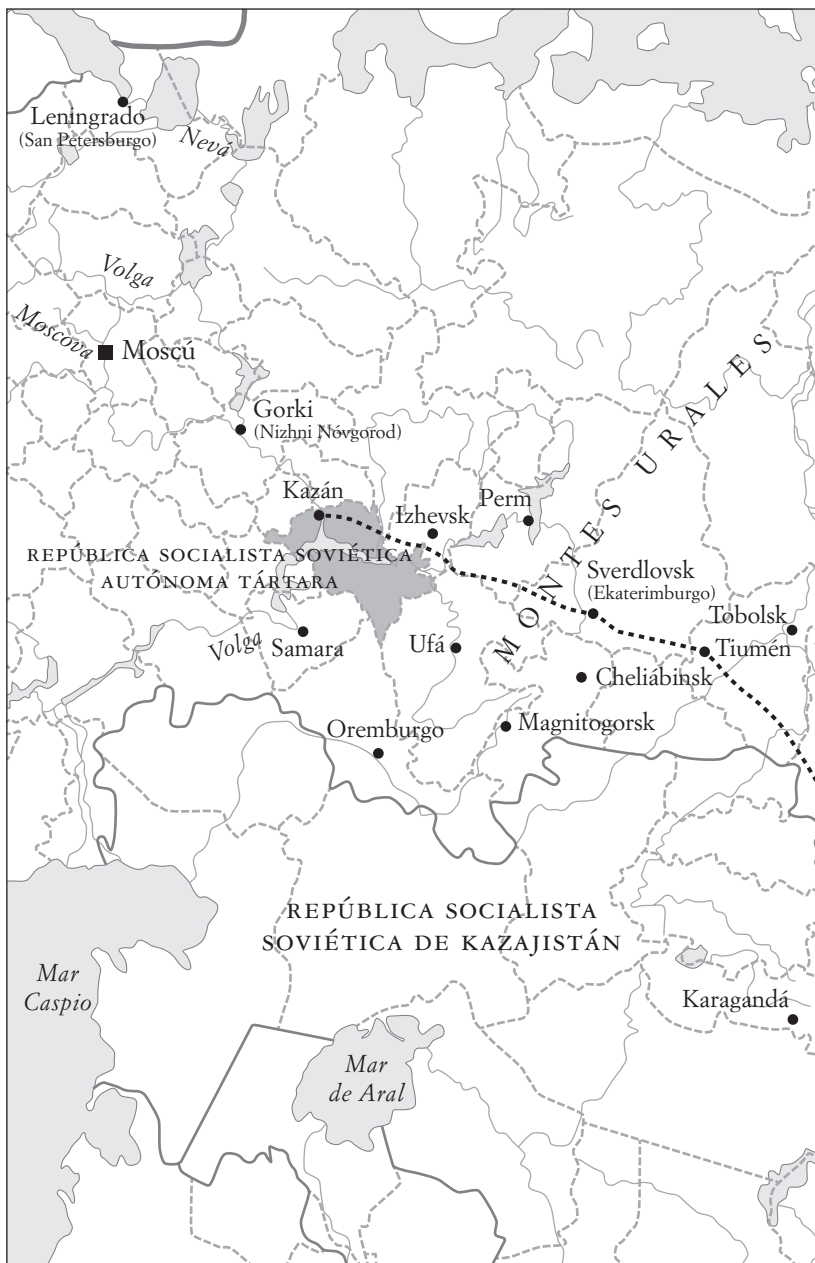 Leningrado
(San Petersburgo)
Nevá
Volga
Moscova
Moscú
Gorki
(Nizhni Nóvgorod)
MONTES URALES
Kazán
Izhevsk
Perm
REPÚBLICA SOCIALISTA SOVIÉTICA
AUTÓNOMA TÁRTARA
Sverdlovsk
(Ekaterimburgo)
Tobolsk
Volga
Samara
Ufá
Tiumén
Cheliábinsk
Oremburgo
Magnitogorsk
REPÚBLICA SOCIALISTA
SOVIÉTICA DE KAZAJISTÁN
Mar
Caspio
Karagandá
Mar
de Aral